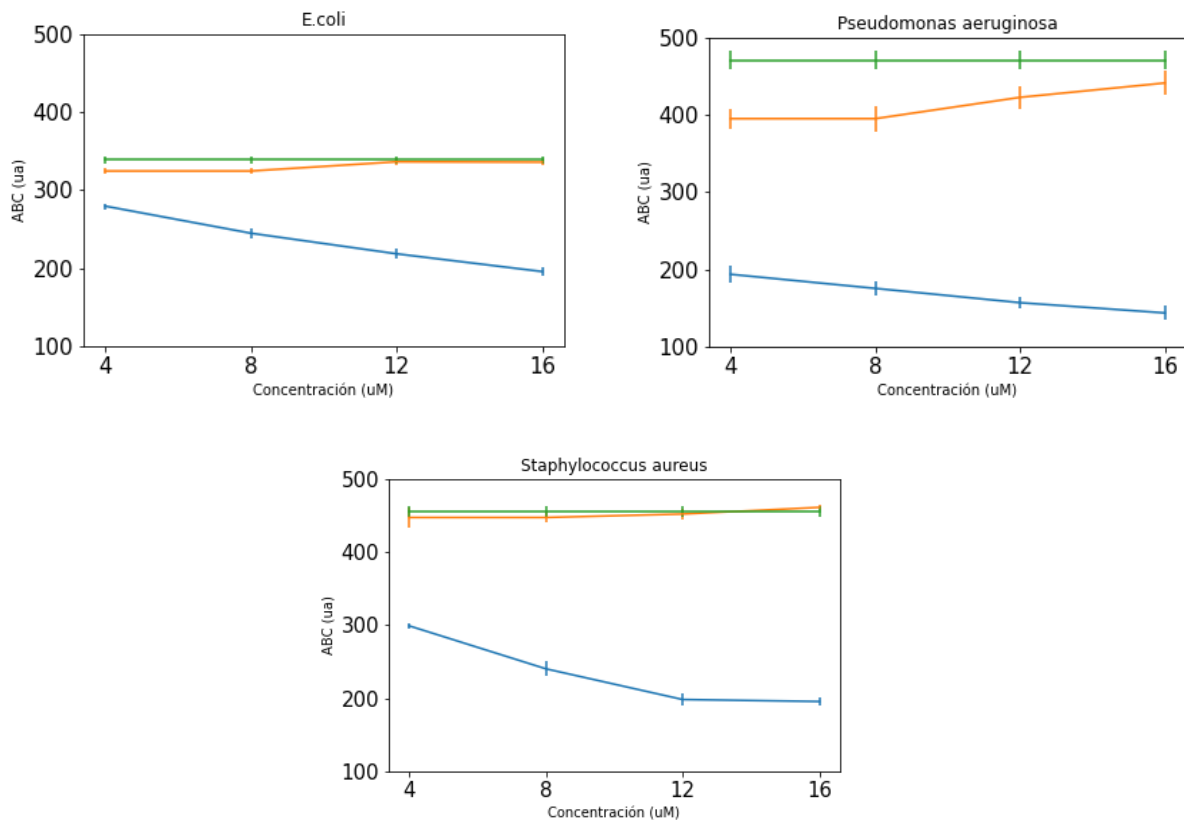 E.coli
500
400
300
200
100
ABC (ua)
4 8 12 16
Concentración (uM)
Pseudomonas aeruginosa
500
400
300
200
100
ABC (ua)
4 8 12 16
Concentración (uM)
Staphylococcus aureus
500
400
300
200
100
ABC (ua)
4 8 12 16
Concentración (uM)